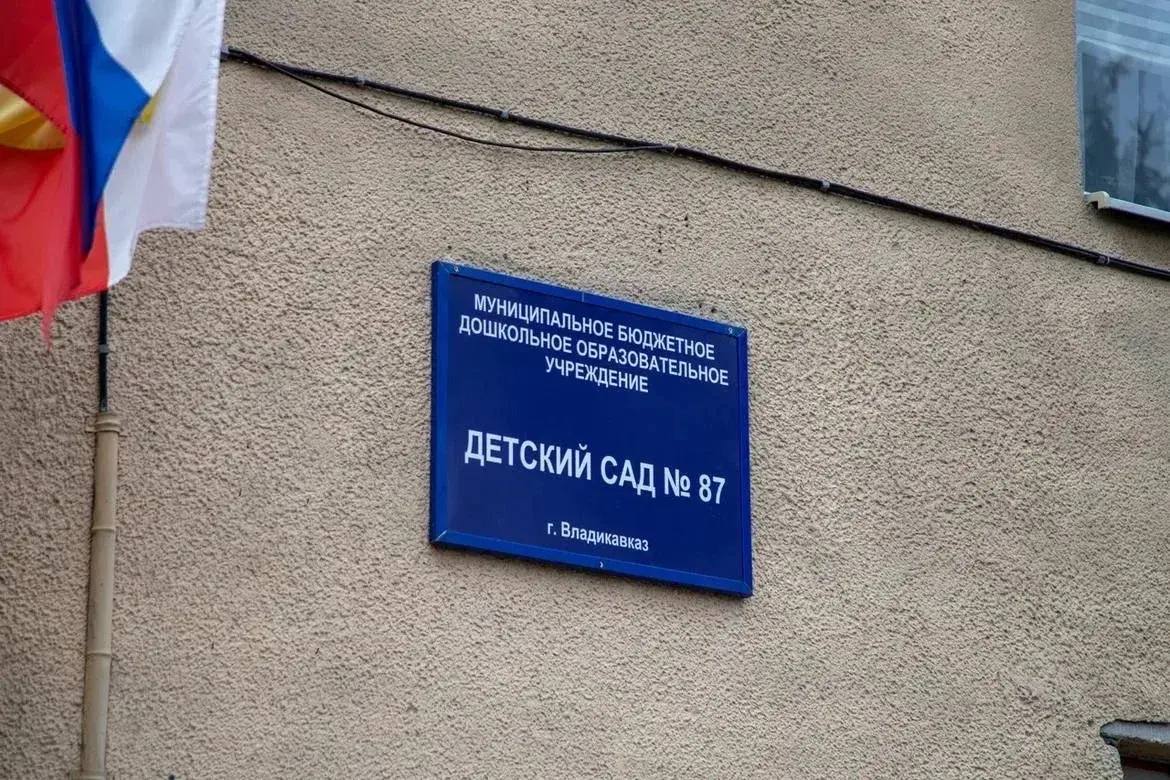 МУНИЦИПАЛЬНОЕ БЮДЖЕТНОЕ
ДОШКОЛЬНОЕ ОБРАЗОВАТЕЛЬНОЕ
УЧРЕЖДЕНИЕ
ДЕТСКИЙ САД № 87
г. Владикавказ